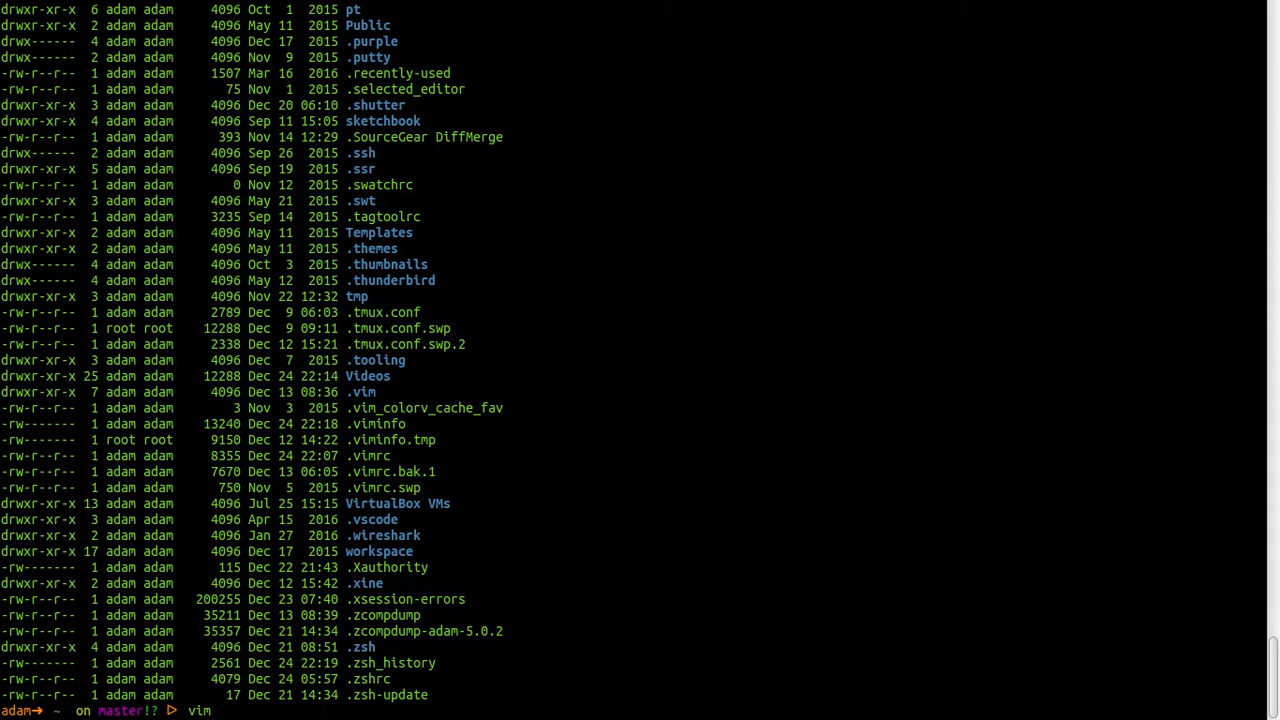 drwxr-xr-x  6 adam adam    4096 Oct  1  2015 pt
drwxr-xr-x  2 adam adam    4096 May 11  2015 Public
drwx------  4 adam adam    4096 Dec 17  2015 .purple
drwx------  2 adam adam    4096 Nov  9  2015 .putty
-rw-r--r--  1 adam adam    1507 Mar 16  2016 .recently-used
-rw-r--r--  1 adam adam      75 Nov  1  2015 .selected_editor
drwxr-xr-x  3 adam adam    4096 Dec 20 06:10 .shutter
drwxr-xr-x  4 adam adam    4096 Sep 11 15:05 sketchbook
-rw-r--r--  1 adam adam     393 Nov 14 12:29 .SourceGear DiffMerge
drwx------  2 adam adam    4096 Sep 26  2015 .ssh
drwxr-xr-x  5 adam adam    4096 Sep 19  2015 .ssr
-rw-r--r--  1 adam adam       0 Nov 12  2015 .swatchrc
drwxr-xr-x  3 adam adam    4096 May 21  2015 .swt
-rw-r--r--  1 adam adam    3235 Sep 14  2015 .tagtoolrc
drwxr-xr-x  2 adam adam    4096 May 11  2015 Templates
drwxr-xr-x  2 adam adam    4096 May 11  2015 .themes
drwx------  4 adam adam    4096 Oct  3  2015 .thumbnails
drwx------  4 adam adam    4096 May 12  2015 .thunderbird
drwxr-xr-x  3 adam adam    4096 Nov 22 12:32 tmp
-rw-r--r--  1 adam adam    2789 Dec  9 06:03 .tmux.conf
-rw-r--r--  1 root root   12288 Dec  9 09:11 .tmux.conf.swp
-rw-r--r--  1 adam adam    2338 Dec 12 15:21 .tmux.conf.swp.2
drwxr-xr-x  3 adam adam    4096 Dec  7  2015 .tooling
drwxr-xr-x 25 adam adam   12288 Dec 24 22:14 Videos
drwxr-xr-x  7 adam adam    4096 Dec 13 08:36 .vim
-rw-r--r--  1 adam adam       3 Nov  3  2015 .vim_colorv_cache_fav
-rw-------  1 adam adam   13240 Dec 24 22:18 .viminfo
-rw-------  1 root root    9150 Dec 12 14:22 .viminfo.tmp
-rw-r--r--  1 adam adam    8355 Dec 24 22:07 .vimrc
-rw-r--r--  1 adam adam    7670 Dec 13 06:05 .vimrc.bak.1
-rw-r--r--  1 adam adam     750 Nov  5  2015 .vimrc.swp
drwxr-xr-x 13 adam adam    4096 Jul 25 15:15 VirtualBox VMs
drwxr-xr-x  3 adam adam    4096 Apr 15  2016 .vscode
drwxr-xr-x  2 adam adam    4096 Jan 27  2016 .wireshark
drwxr-xr-x 17 adam adam    4096 Dec 17  2015 workspace
-rw-------  1 adam adam     115 Dec 22 21:43 .Xauthority
drwxr-xr-x  2 adam adam    4096 Dec 12 15:42 .xine
-rw-r--r--  1 adam adam  200255 Dec 23 07:40 .xsession-errors
-rw-r--r--  1 adam adam   35211 Dec 13 08:39 .zcompdump
-rw-r--r--  1 adam adam   35357 Dec 21 14:34 .zcompdump-adam-5.0.2
drwxr-xr-x  4 adam adam    4096 Dec 21 08:51 .zsh
-rw-------  1 adam adam    2561 Dec 24 22:19 .zsh_history
-rw-r--r--  1 adam adam    4079 Dec 24 05:57 .zshrc
-rw-r--r--  1 adam adam      17 Dec 21 14:34 .zsh-update
adam➜  ~  on master!? ▷ vim